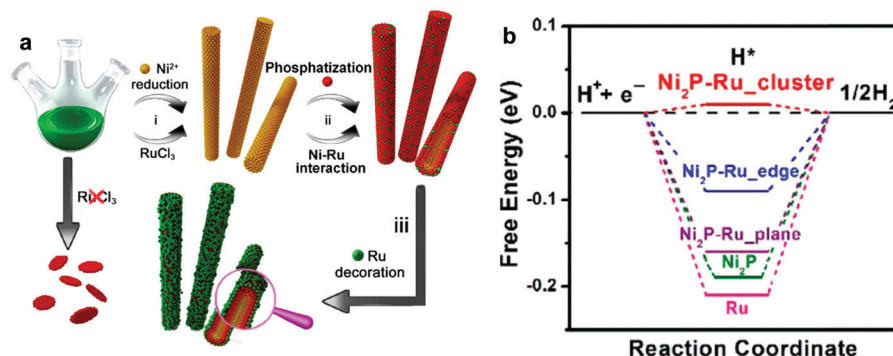 a
Ni²⁺
reduction
i
RuCl₃
Phosphatization
ii
Ni-Ru
interaction
RuCl₃
iii
Ru
decoration
b
Free Energy (eV)
0.1
0.0
-0.1
-0.2
H⁺+ e⁻
H*
1/2H₂
Ni₂P-Ru_cluster
Ni₂P-Ru_edge
Ni₂P-Ru_plane
Ni₂P
Ru
Reaction Coordinate